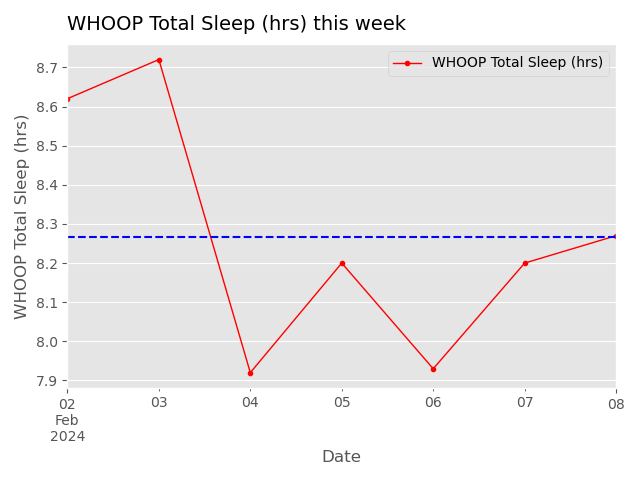 WHOOP Total Sleep (hrs) this week
WHOOP Total Sleep (hrs)
WHOOP Total Sleep (hrs)
8.7
8.6
8.5
8.4
8.3
8.2
8.1
8.0
7.9
02 03 04 05 06 07 08
Feb
2024
Date